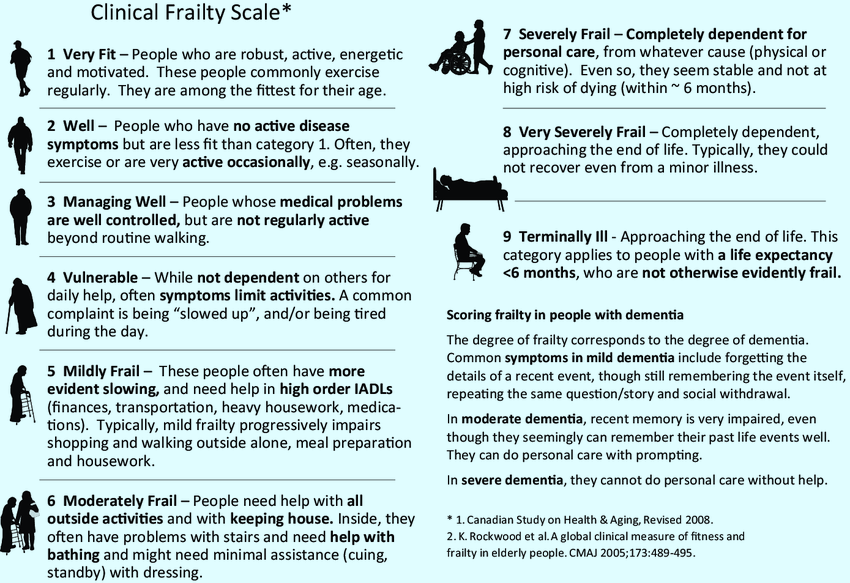 Clinical Frailty Scale*
1 Very Fit – People who are robust, active, energetic
and motivated. These people commonly exercise
regularly. They are among the fittest for their age.
2 Well – People who have no active disease
symptoms but are less fit than category 1. Often, they
exercise or are very active occasionally, e.g. seasonally.
3 Managing Well – People whose medical problems
are well controlled, but are not regularly active
beyond routine walking.
4 Vulnerable – While not dependent on others for
daily help, often symptoms limit activities. A common
complaint is being “slowed up”, and/or being tired
during the day.
5 Mildly Frail – These people often have more
evident slowing, and need help in high order IADLs
(finances, transportation, heavy housework, medica-
tions). Typically, mild frailty progressively impairs
shopping and walking outside alone, meal preparation
and housework.
6 Moderately Frail – People need help with all
outside activities and with keeping house. Inside, they
often have problems with stairs and need help with
bathing and might need minimal assistance (cuing,
standby) with dressing.
7 Severely Frail – Completely dependent for
personal care, from whatever cause (physical or
cognitive). Even so, they seem stable and not at
high risk of dying (within ~ 6 months).
8 Very Severely Frail – Completely dependent,
approaching the end of life. Typically, they could
not recover even from a minor illness.
9 Terminally Ill - Approaching the end of life. This
category applies to people with a life expectancy
<6 months, who are not otherwise evidently frail.
Scoring frailty in people with dementia
The degree of frailty corresponds to the degree of dementia.
Common symptoms in mild dementia include forgetting the
details of a recent event, though still remembering the event itself,
repeating the same question/story and social withdrawal.
In moderate dementia, recent memory is very impaired, even
though they seemingly can remember their past life events well.
They can do personal care with prompting.
In severe dementia, they cannot do personal care without help.
* 1. Canadian Study on Health & Aging, Revised 2008.
2. K. Rockwood et al. A global clinical measure of fitness and
frailty in elderly people. CMAJ 2005;173:489-495.